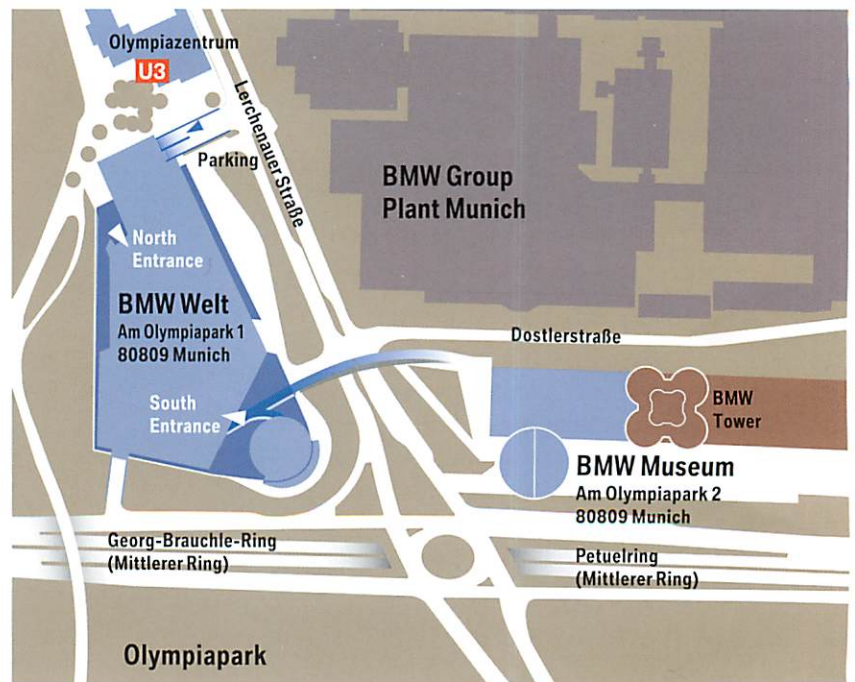 Olympiazentrum
U3
Lerchenauer Straße
Parking
BMW Group
Plant Munich
North
Entrance
BMW Welt
Am Olympiapark 1
80809 Munich
Dostlerstraße
South
Entrance
BMW
Tower
BMW Museum
Am Olympiapark 2
80809 Munich
Georg-Brauchle-Ring
(Mittlerer Ring)
Petuelring
(Mittlerer Ring)
Olympiapark